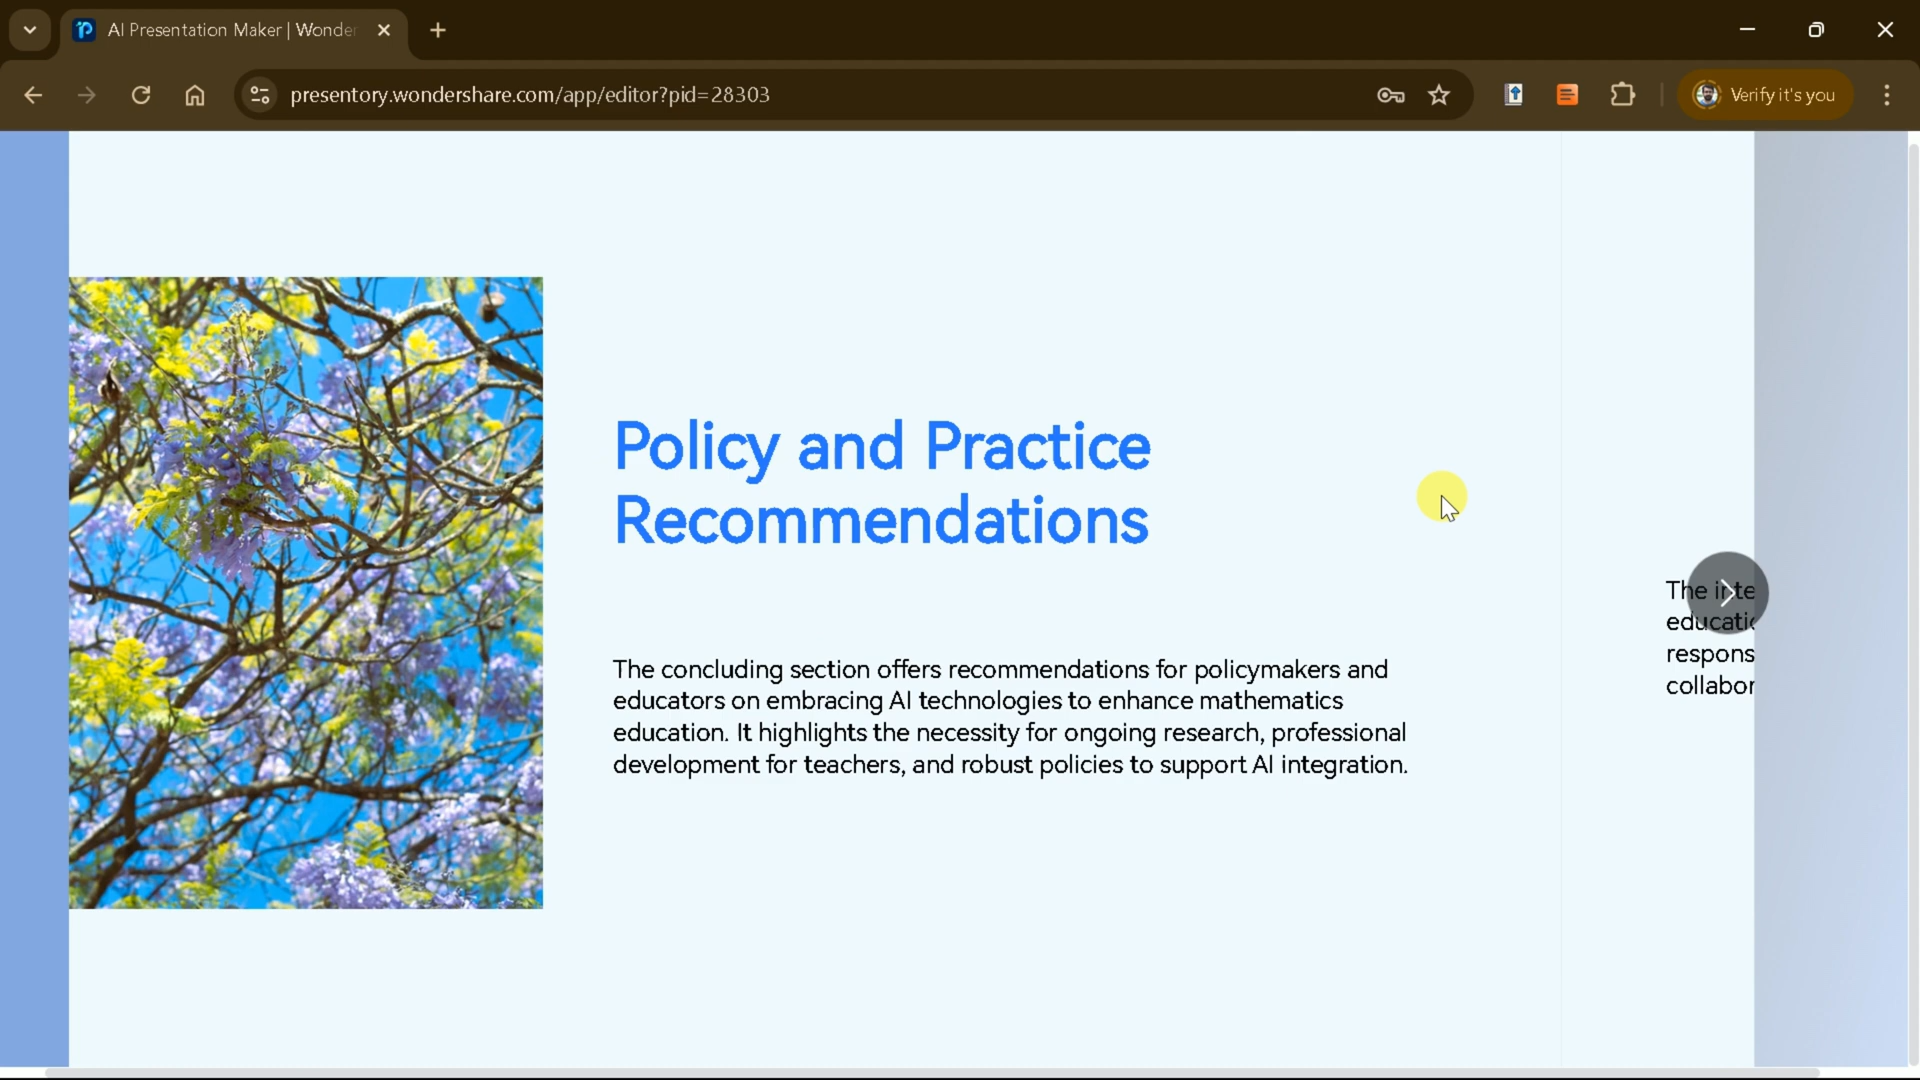 AI Presentation Maker | Wonder
presentory.wondershare.com/app/editor?pid=28303
Verify it's you
Policy and Practice
Recommendations
The concluding section offers recommendations for policymakers and
educators on embracing AI technologies to enhance mathematics
education. It highlights the necessity for ongoing research, professional
development for teachers, and robust policies to support AI integration.
The inte
educatio
respons
collabor